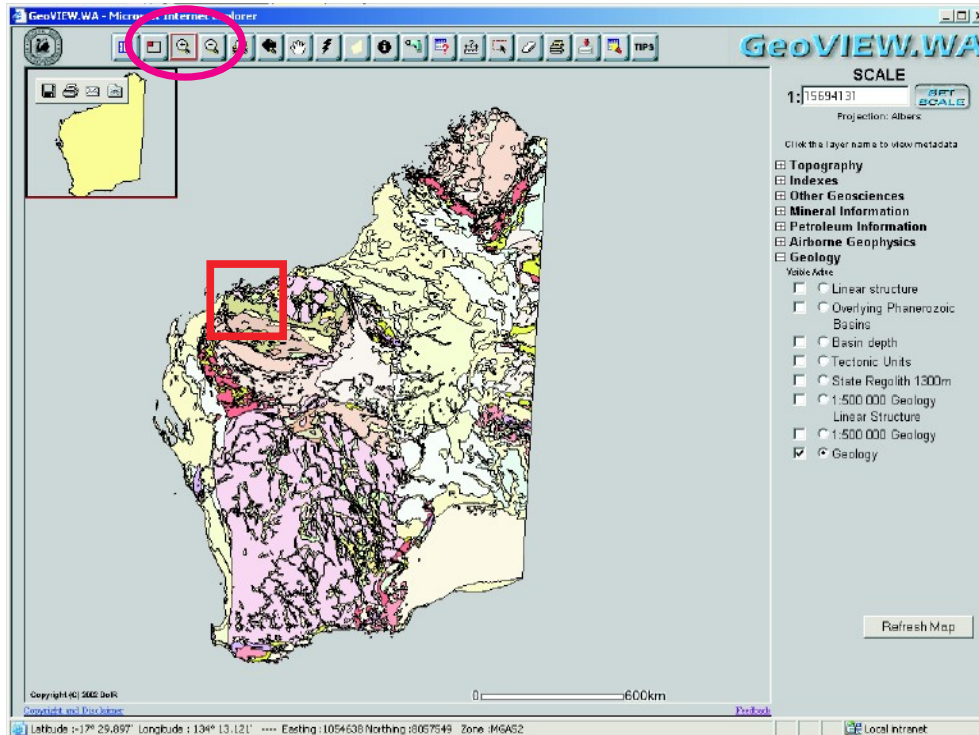 GeoVIEW.WA - Microsoft Internet Explorer
TIPS
GeoVIEW.WA
SCALE
1: 15694131 SET SCALE
Projection: Albers
Click the layer name to view metadata
Topography
Indexes
Other Geosciences
Mineral Information
Petroleum Information
Airborne Geophysics
Geology
Visible Active
Linear structure
Overlying Phanerozoic
Basins
Basin depth
Tectonic Units
State Regolith 1300m
1:500 000 Geology
Linear Structure
1:500 000 Geology
Geology
Refresh Map
Copyright (C) 2002 DoIR
0 600km
Copyright and Disclaimer
Feedback
Latitude :-17° 29.897' Longitude : 134° 13.121' ---- Easting :1054638 Northing :8057549 Zone :MGA52
Local intranet